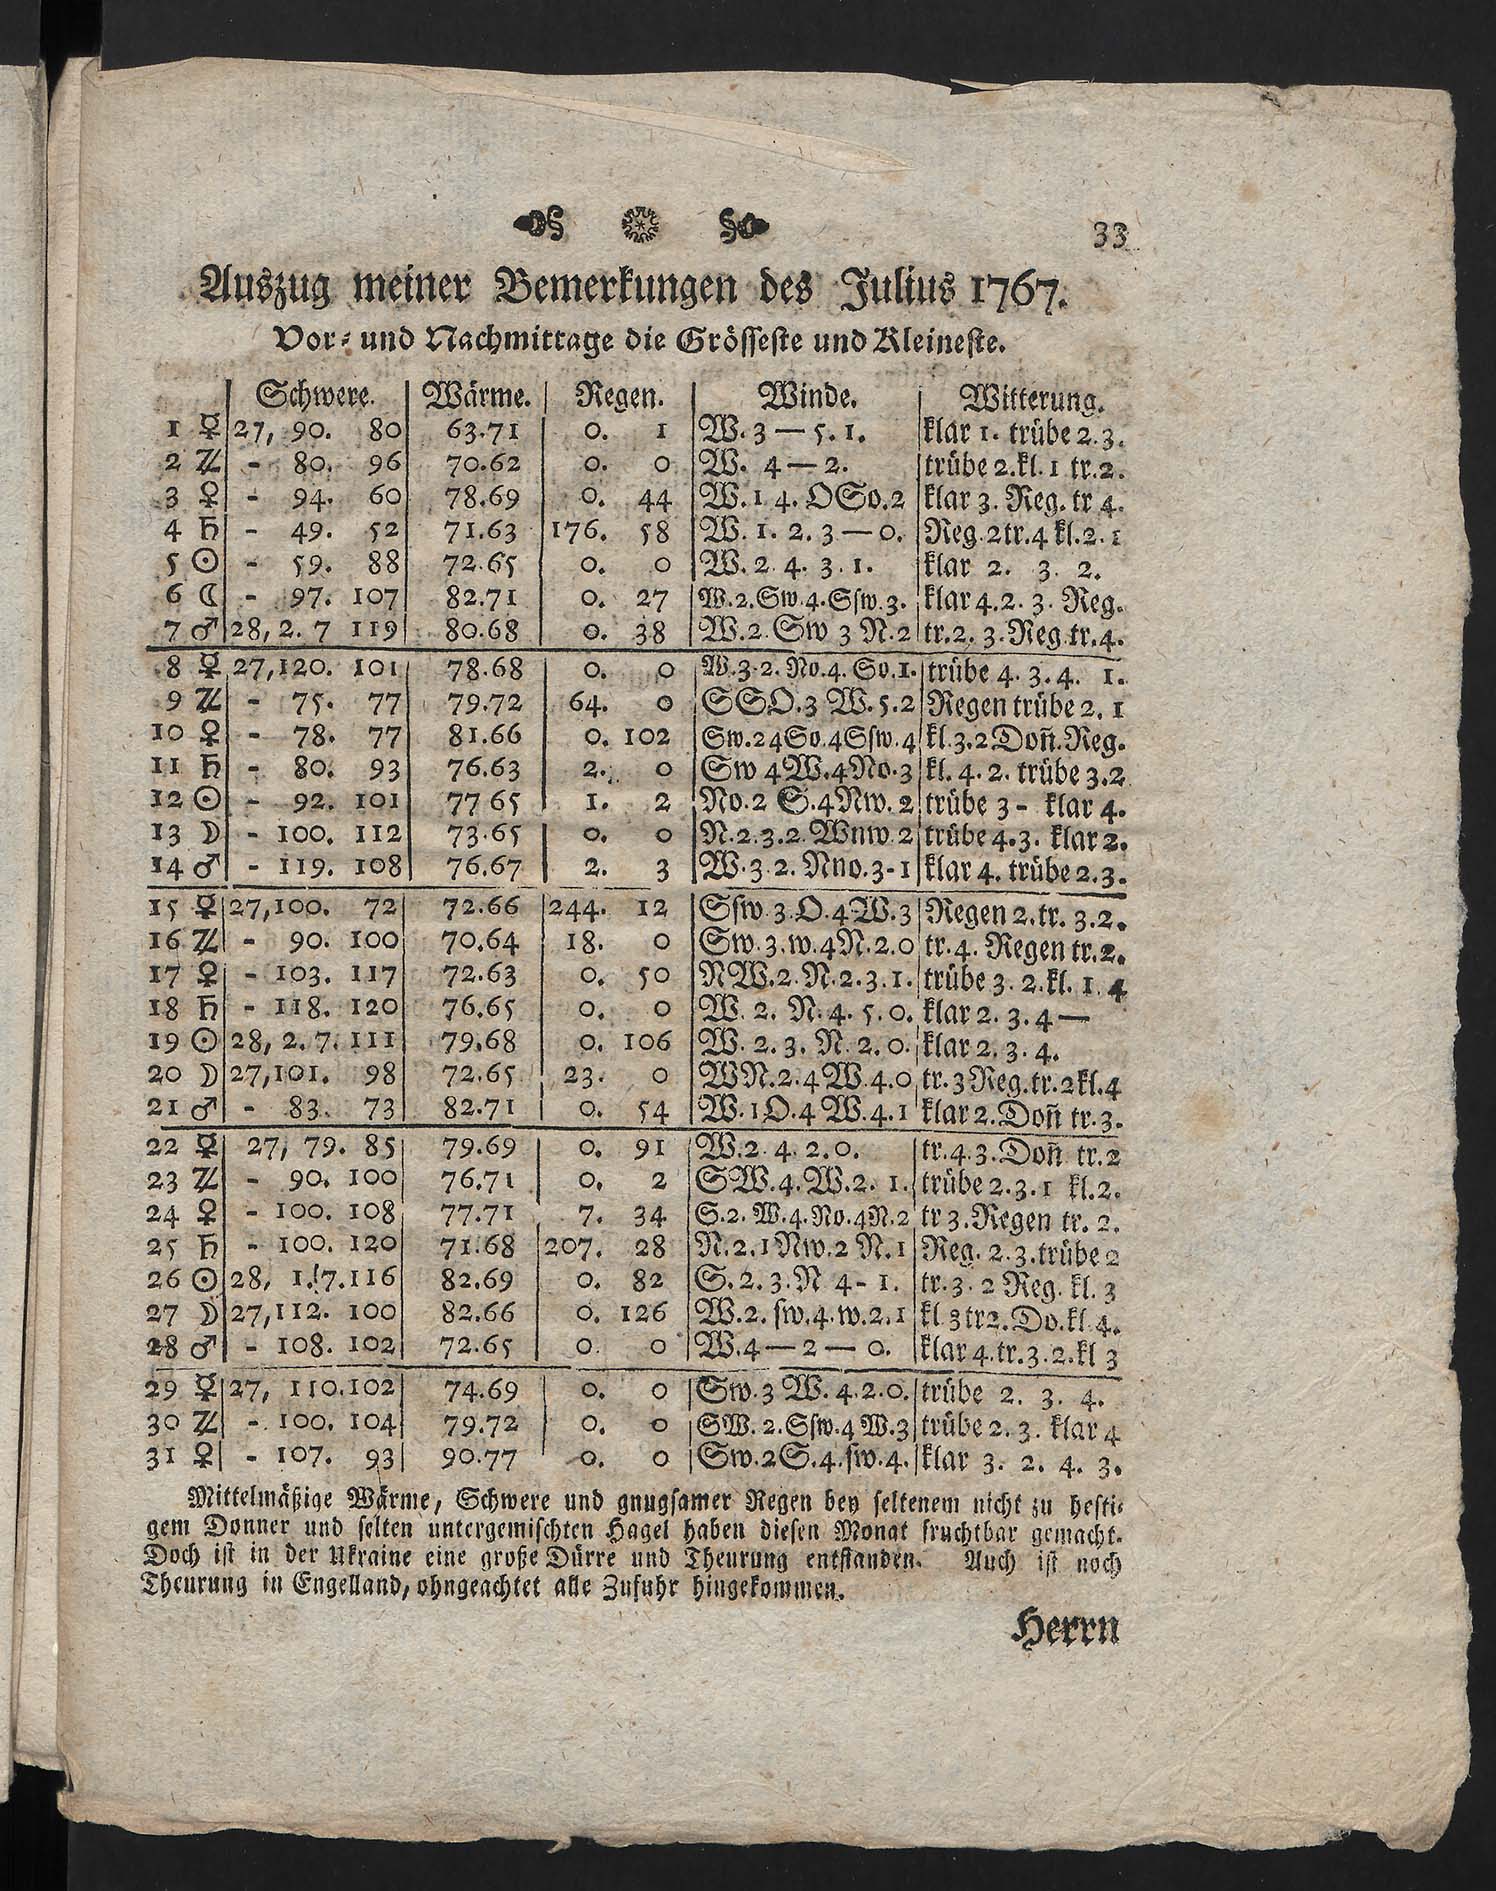 33
Auszug meiner Bemerkungen des Julius 1767.
Vor- und Nachmittage die Grösseste und Kleineste.
Schwere. Wärme. Regen. Winde. Witterung.
1 ☿ 27, 90. 80 63.71 0. 1 W. 3 — 5. 1. klar 1. trübe 2. 3.
2 ♃ - 80. 96 70.62 0. 0 W. 4 — 2. trübe 2. kl. 1 tr. 2.
3 ♀ - 94. 60 78.69 0. 44 W. 1 4. OSo. 2 klar 3. Reg. tr 4.
4 ♄ - 49. 52 71.63 176. 58 W. 1. 2. 3 — 0. Reg. 2 tr. 4 kl. 2. 1
5 ☉ - 59. 88 72.65 0. 0 W. 2 4. 3. 1. klar 2. 3. 2.
6 ☾ - 97. 107 82.71 0. 27 W. 2. Sw. 4. Sſw. 3. klar 4. 2. 3. Reg.
7 ♂ 28, 2. 7 119 80.68 0. 38 W. 2. Sw 3 N. 2 tr. 2. 3. Reg. tr. 4.
8 ☿ 27,120. 101 78.68 0. 0 W. 3. 2. No. 4. So. 1. trübe 4. 3. 4. 1.
9 ♃ - 75. 77 79.72 64. 0 SSO. 3 W. 5. 2 Regen trübe 2. 1
10 ♀ - 78. 77 81.66 0. 102 Sw. 2 4 So. 4 Sſw. 4 kl. 3. 2 Doñ. Reg.
11 ♄ - 80. 93 76.63 2. 0 Sw 4 W. 4 No. 3 kl. 4. 2. trübe 3. 2
12 ☉ - 92. 101 77 65 1. 2 No. 2 S. 4 Nw. 2 trübe 3 - klar 4.
13 ☽ - 100. 112 73.65 0. 0 N. 2. 3. 2. Wnw. 2 trübe 4. 3. klar 2.
14 ♂ - 119. 108 76.67 2. 3 W. 3. 2. Nno. 3 - 1 klar 4. trübe 2. 3.
15 ☿ 27,100. 72 72.66 244. 12 Sſw. 3. O. 4. W. 3 Regen 2. tr. 3. 2.
16 ♃ - 90. 100 70.64 18. 0 Sw. 3. w. 4 N. 2. 0 tr. 4. Regen tr. 2.
17 ♀ - 103. 117 72.63 0. 50 NW. 2. N. 2. 3. 1. trübe 3. 2. kl. 1. 4
18 ♄ - 118. 120 76.65 0. 0 W. 2. N. 4. 5. 0. klar 2. 3. 4 —
19 ☉ 28, 2. 7. 111 79.68 0. 106 W. 2. 3. N. 2. 0. klar 2. 3. 4.
20 ☽ 27,101. 98 72.65 23. 0 WN. 2. 4 W. 4. 0 tr. 3 Reg. tr. 2 kl. 4
21 ♂ - 83. 73 82.71 0. 54 W. 1 O. 4 W. 4. 1 klar 2. Doñ tr. 3.
22 ☿ 27, 79. 85 79.69 0. 91 W. 2. 4. 2. 0. tr. 4. 3. Doñ tr. 2
23 ♃ - 90. 100 76.71 0. 2 SW. 4. W. 2. 1. trübe 2. 3. 1 kl. 2.
24 ♀ - 100. 108 77.71 7. 34 S. 2. W. 4. No. 4 N. 2 tr 3. Regen tr. 2.
25 ♄ - 100. 120 71.68 207. 28 N. 2. 1 Nw. 2 N. 1 Reg. 2. 3. trübe 2
26 ☉ 28, 1. 7. 116 82.69 0. 82 S. 2. 3. N 4 - 1. tr. 3. 2 Reg. kl. 3
27 ☽ 27,112. 100 82.66 0. 126 W. 2. ſw. 4. w. 2. 1 kl 3 tr 2. Do. kl. 4.
28 ♂ - 108. 102 72.65 0. 0 W. 4 — 2 — 0. klar 4. tr. 3. 2. kl 3
29 ☿ 27, 110. 102 74.69 0. 0 Sw. 3 W. 4. 2. 0. trübe 2. 3. 4.
30 ♃ - 100. 104 79.72 0. 0 SW. 2. Sſw. 4 W. 3 trübe 2. 3. klar 4
31 ♀ - 107. 93 90.77 0. 0 Sw. 2 S. 4. ſw. 4. klar 3. 2. 4. 3.
Mittelmäßige Wärme, Schwere und gnugſamer Regen bey ſeltenem nicht zu hefti-
gem Donner und ſelten untergemiſchten Hagel haben dieſen Monat fruchtbar gemacht.
Doch iſt in der Ukraine eine große Dürre und Theurung entſtanden. Auch iſt noch
Theurung in Engelland, ohngeachtet alle Zufuhr hingekommen.
Herrn